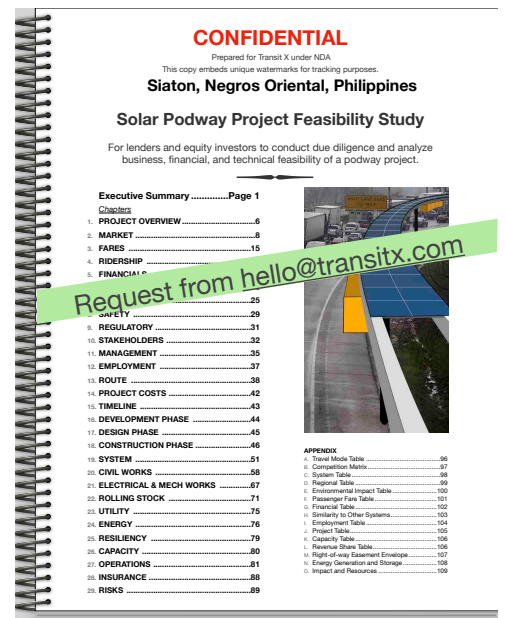 CONFIDENTIAL
Prepared for Transit X under NDA
This copy embeds unique watermarks for tracking purposes.
Siaton, Negros Oriental, Philippines
Solar Podway Project Feasibility Study
For lenders and equity investors to conduct due diligence and analyze
business, financial, and technical feasibility of a podway project.
Executive Summary..............Page 1
Chapters
1. PROJECT OVERVIEW...................................6
2. MARKET ..................................................8
3. FARES ...................................................15
4. RIDERSHIP
5. FINANCIALS
Request from hello@transitx.com
25
8. SAFETY ..................................................29
9. REGULATORY ..........................................31
10. STAKEHOLDERS .....................................32
11. MANAGEMENT .......................................35
12. EMPLOYMENT ........................................37
13. ROUTE ..................................................38
14. PROJECT COSTS ....................................42
15. TIMELINE ...............................................43
16. DEVELOPMENT PHASE ...........................44
17. DESIGN PHASE ......................................45
18. CONSTRUCTION PHASE .........................46
19. SYSTEM .................................................51
20. CIVIL WORKS .........................................58
21. ELECTRICAL & MECH WORKS .................67
22. ROLLING STOCK ....................................71
23. UTILITY ..................................................75
24. ENERGY .................................................76
25. RESILIENCY ...........................................79
26. CAPACITY ..............................................80
27. OPERATIONS .........................................81
28. INSURANCE ............................................88
29. RISKS ....................................................89
APPENDIX
A. Travel Mode Table ....................................96
B. Competition Matrix....................................97
C. System Table ...........................................98
D. Regional Table .........................................99
E. Environmental Impact Table .....................100
F. Passenger Fare Table ..............................101
G. Financial Table ........................................102
H. Similarity to Other Systems ......................103
I. Employment Table ....................................104
J. Project Table............................................105
K. Capacity Table .........................................106
L. Revenue Share Table................................106
M. Right-of-way Easement Envelope..............107
N. Energy Generation and Storage.................108
O. Impact and Resources .............................109